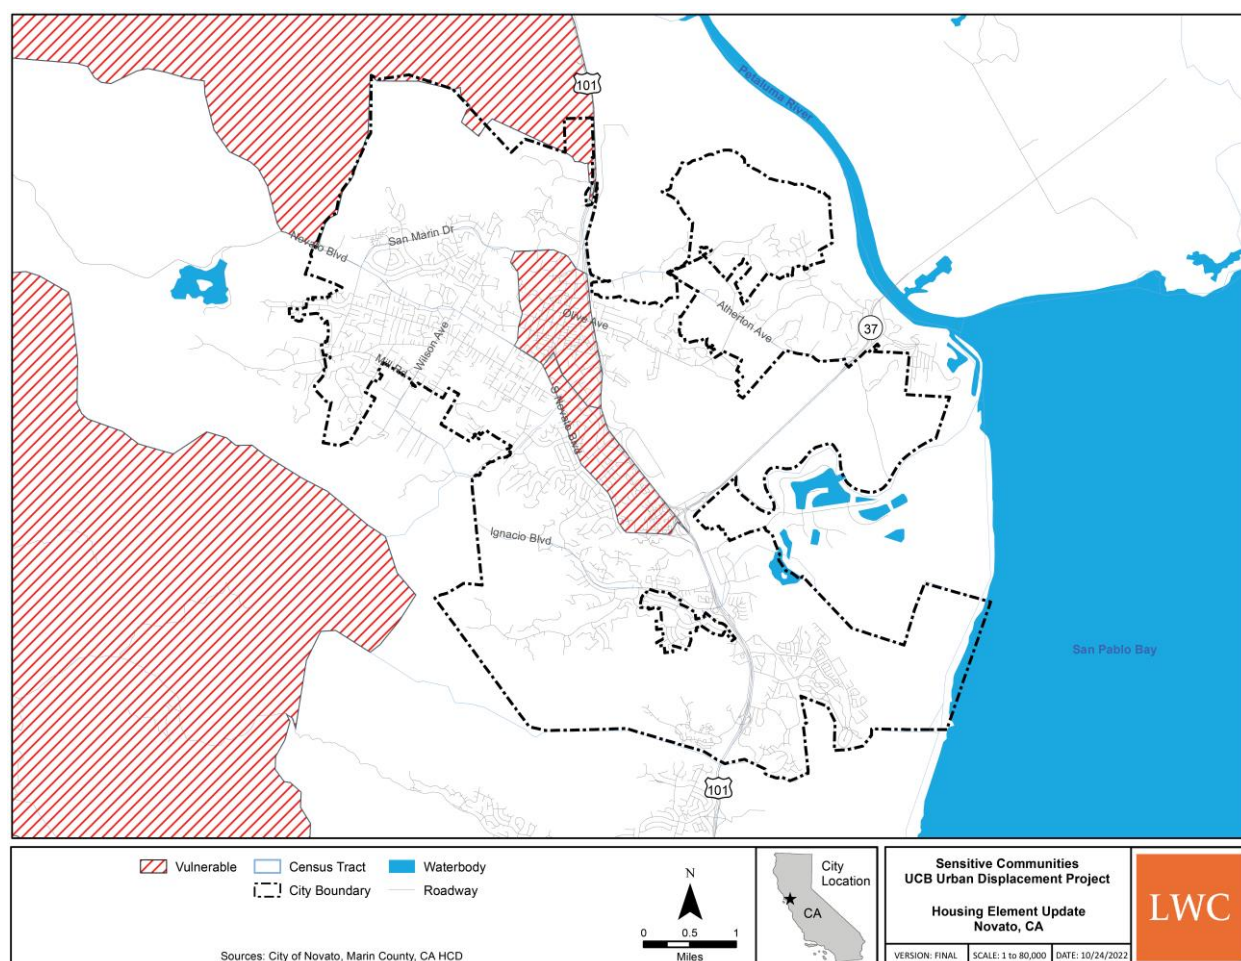 101
Petaluma River
San Marin Dr
Novato Blvd
Olive Ave
Atherton Ave
37
Wilson Ave
Mill Rd
S Novato Blvd
Ignacio Blvd
San Pablo Bay
101
Vulnerable
Census Tract
Waterbody
City Boundary
Roadway
Sources: City of Novato, Marin County, CA HCD
N
0 0.5 1
Miles
City
Location
CA
Sensitive Communities
UCB Urban Displacement Project
Housing Element Update
Novato, CA
VERSION: FINAL
SCALE: 1 to 80,000
DATE: 10/24/2022
LWC